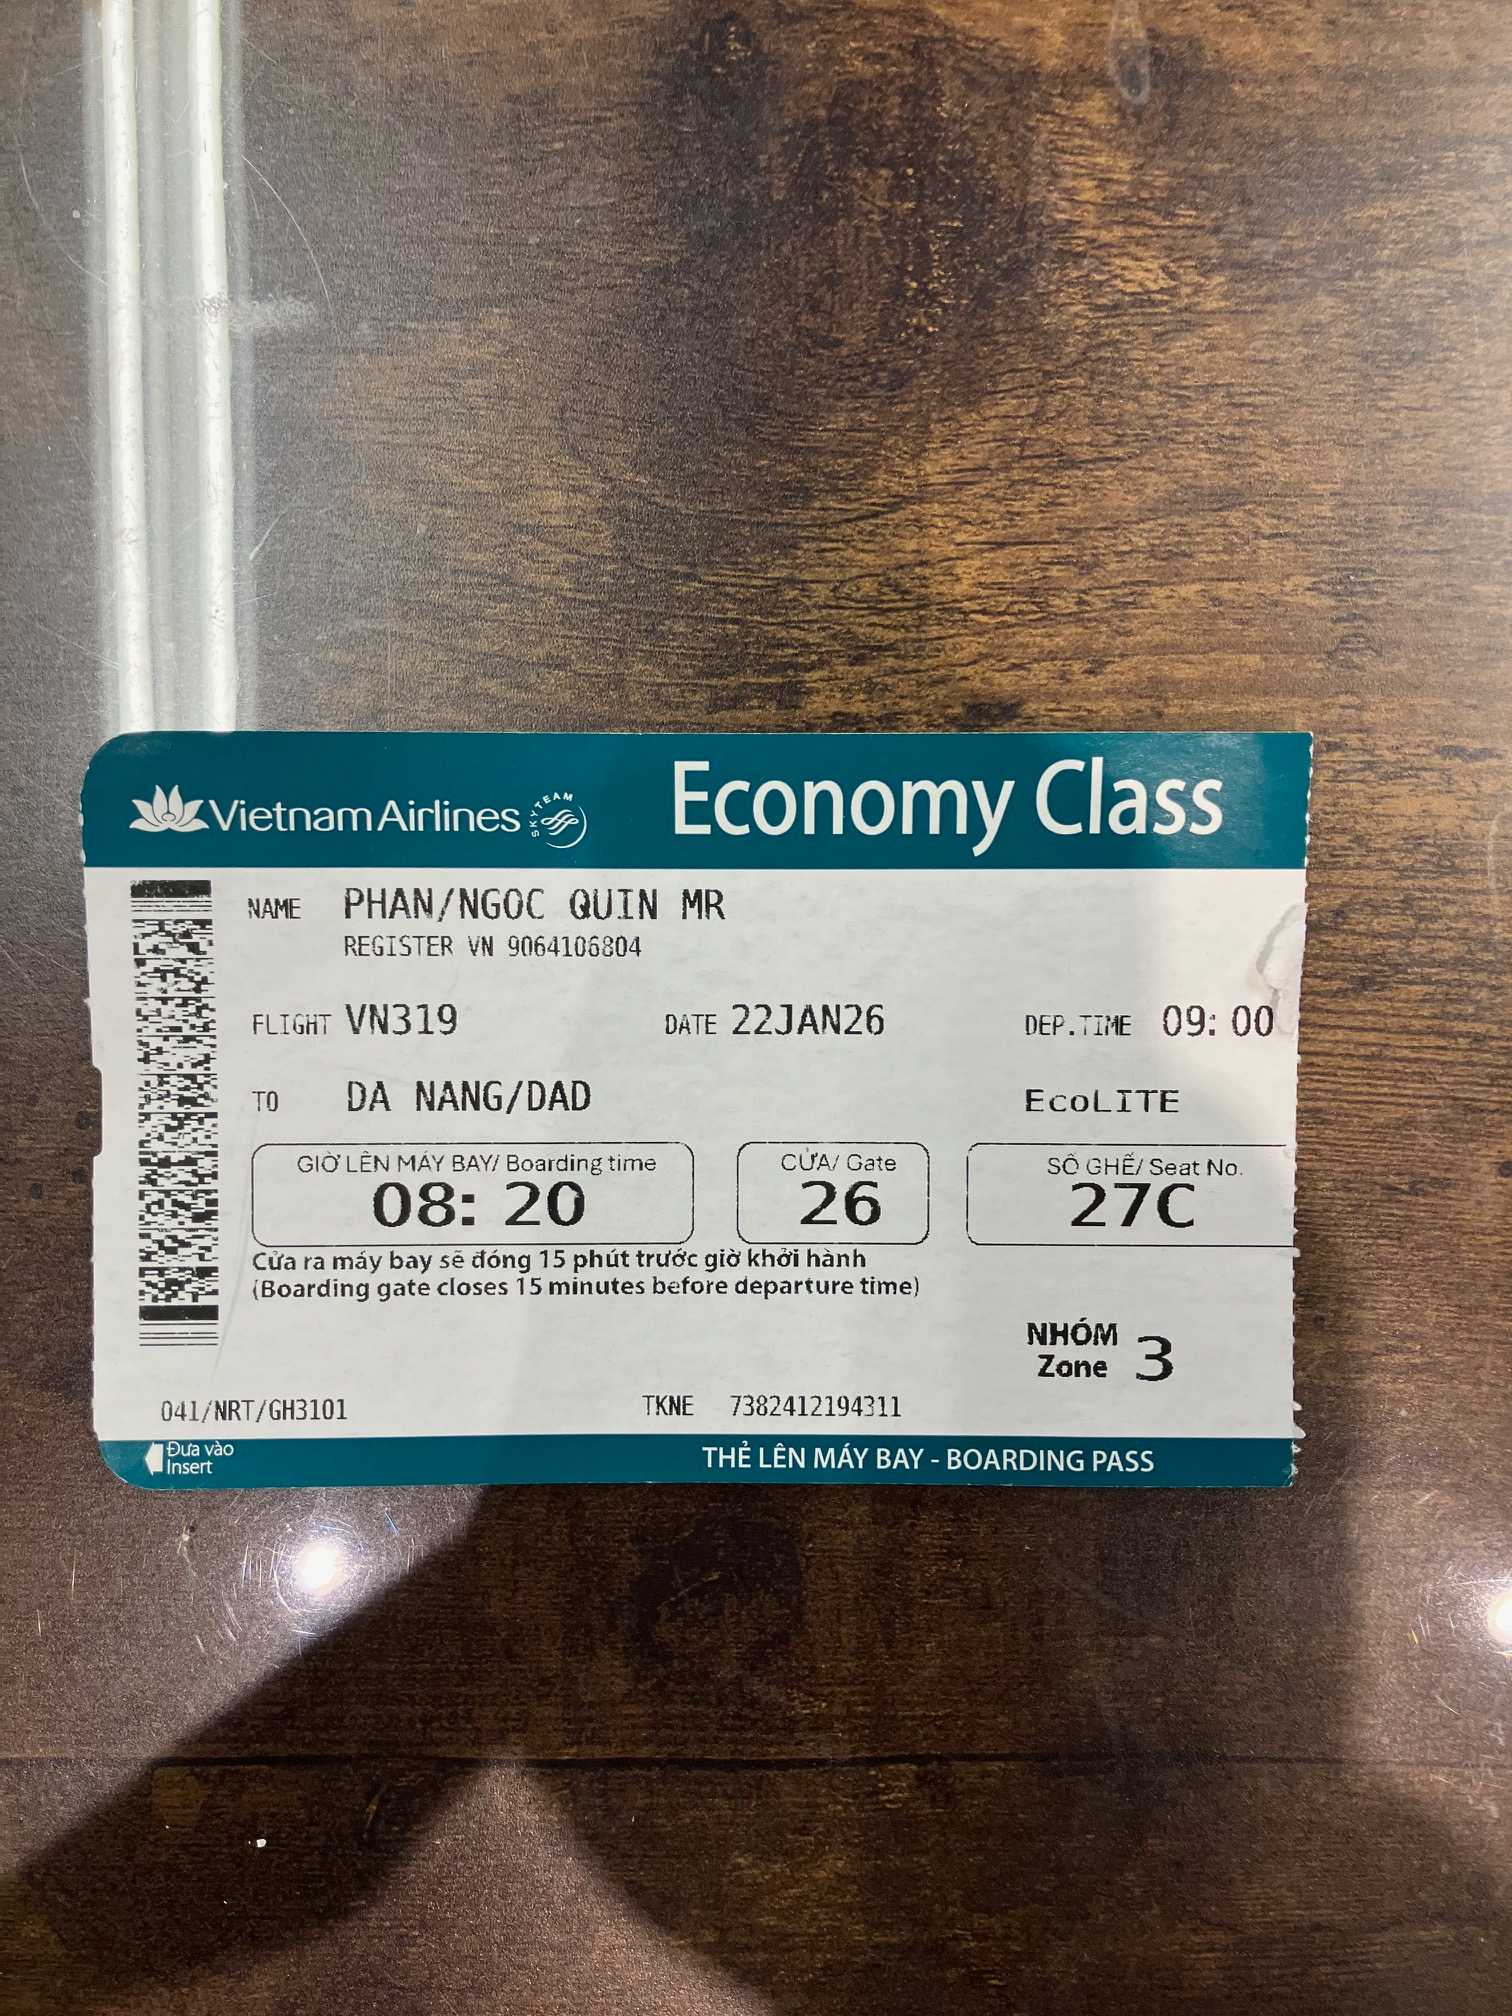 Vietnam Airlines SKYTEAM Economy Class
NAME PHAN/NGOC QUIN MR
REGISTER VN 9064106804
FLIGHT VN319 DATE 22JAN26 DEP.TIME 09: 00
TO DA NANG/DAD EcoLITE
GIỜ LÊN MÁY BAY/ Boarding time CỬA/ Gate SỐ GHẾ/ Seat No.
08: 20 26 27C
Cửa ra máy bay sẽ đóng 15 phút trước giờ khởi hành
(Boarding gate closes 15 minutes before departure time)
NHÓM
Zone 3
041/NRT/GH3101 TKNE 7382412194311
Đưa vào
Insert
THẺ LÊN MÁY BAY - BOARDING PASS